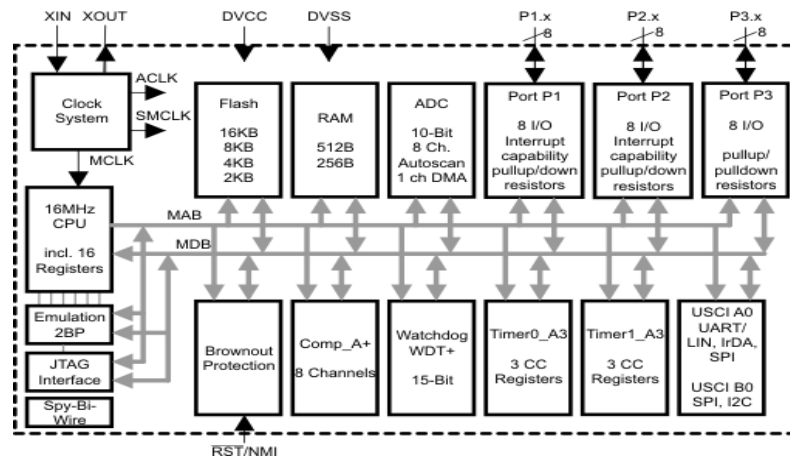 XIN XOUT DVCC DVSS P1.x P2.x P3.x
8 8 8
Clock
System
ACLK
SMCLK
MCLK
Flash
16KB
8KB
4KB
2KB
RAM
512B
256B
ADC
10-Bit
8 Ch.
Autoscan
1 ch DMA
Port P1
8 I/O
Interrupt
capability
pullup/down
resistors
Port P2
8 I/O
Interrupt
capability
pullup/down
resistors
Port P3
8 I/O
pullup/
pulldown
resistors
16MHz
CPU
incl. 16
Registers
MAB
MDB
Emulation
2BP
JTAG
Interface
Spy-Bi-
Wire
Brownout
Protection
Comp_A+
8 Channels
Watchdog
WDT+
15-Bit
Timer0_A3
3 CC
Registers
Timer1_A3
3 CC
Registers
USCI A0
UART/
LIN, IrDA,
SPI
USCI B0
SPI, I2C
RST/NMI